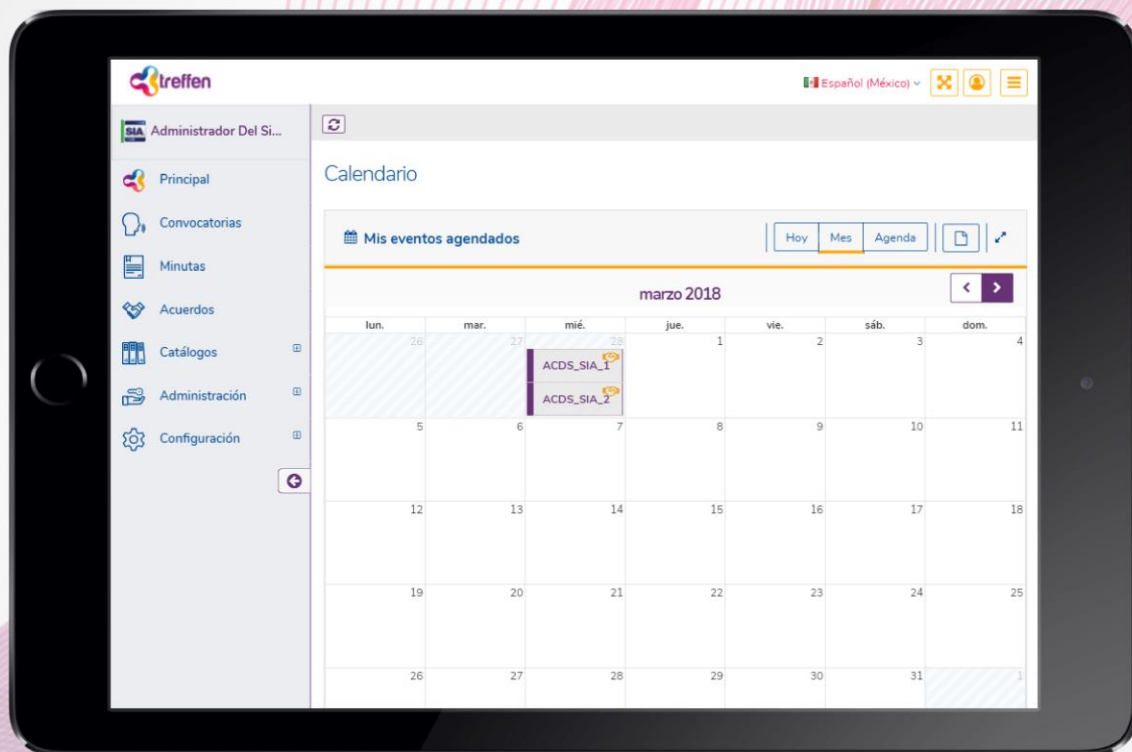 treffen
Español (México)
SIA Administrador Del Si...
Principal
Convocatorias
Minutas
Acuerdos
Catálogos
Administración
Configuración
Calendario
Mis eventos agendados
Hoy Mes Agenda
marzo 2018
lun. mar. mié. jue. vie. sáb. dom.
26 27 28 1 2 3 4
ACDS_SIA_1
ACDS_SIA_2
5 6 7 8 9 10 11
12 13 14 15 16 17 18
19 20 21 22 23 24 25
26 27 28 29 30 31 1